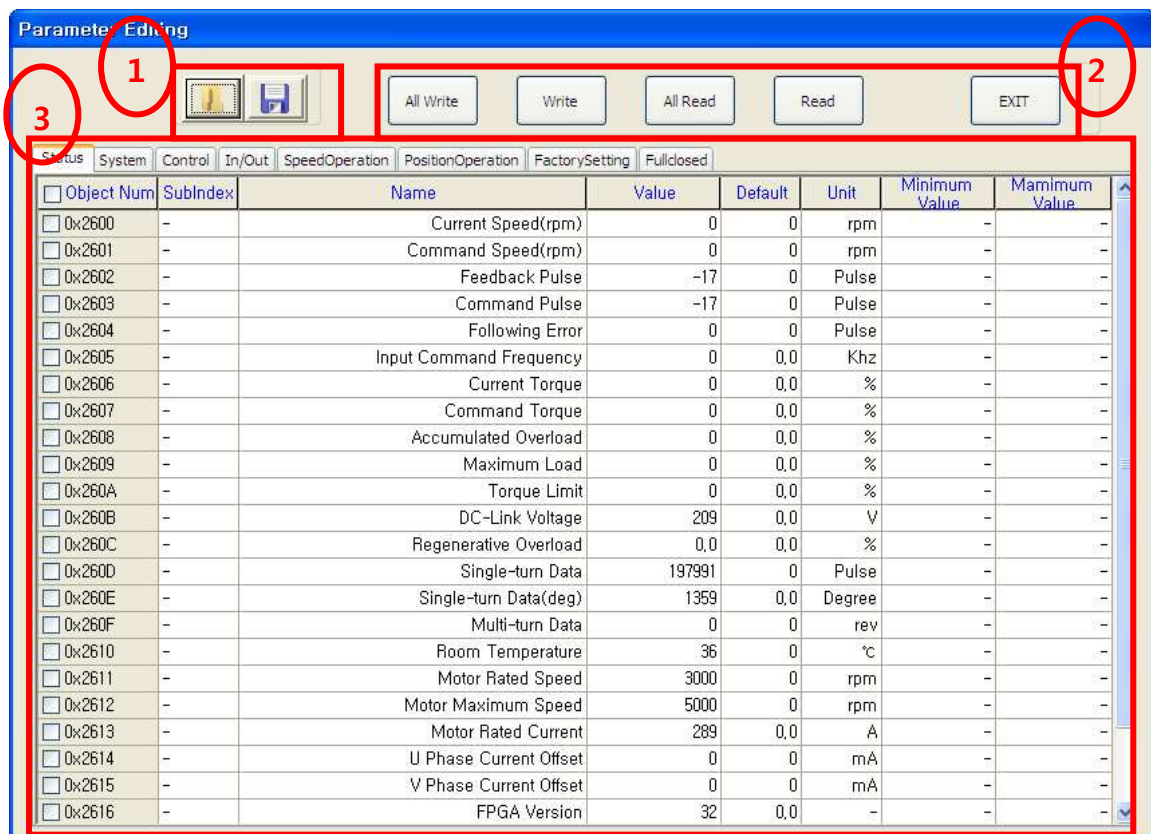 Parameter Editing
1
2
3
All Write Write All Read Read EXIT
Status System Control In/Out SpeedOperation PositionOperation FactorySetting Fullclosed
Object Num SubIndex Name Value Default Unit Minimum Value Mamimum Value
0x2600 - Current Speed(rpm) 0 0 rpm - -
0x2601 - Command Speed(rpm) 0 0 rpm - -
0x2602 - Feedback Pulse -17 0 Pulse - -
0x2603 - Command Pulse -17 0 Pulse - -
0x2604 - Following Error 0 0 Pulse - -
0x2605 - Input Command Frequency 0 0,0 Khz - -
0x2606 - Current Torque 0 0,0 % - -
0x2607 - Command Torque 0 0,0 % - -
0x2608 - Accumulated Overload 0 0,0 % - -
0x2609 - Maximum Load 0 0,0 % - -
0x260A - Torque Limit 0 0,0 % - -
0x260B - DC-Link Voltage 209 0,0 V - -
0x260C - Regenerative Overload 0,0 0,0 % - -
0x260D - Single-turn Data 197991 0 Pulse - -
0x260E - Single-turn Data(deg) 1359 0,0 Degree - -
0x260F - Multi-turn Data 0 0 rev - -
0x2610 - Room Temperature 36 0 ℃ - -
0x2611 - Motor Rated Speed 3000 0 rpm - -
0x2612 - Motor Maximum Speed 5000 0 rpm - -
0x2613 - Motor Rated Current 289 0,0 A - -
0x2614 - U Phase Current Offset 0 0 mA - -
0x2615 - V Phase Current Offset 0 0 mA - -
0x2616 - FPGA Version 32 0,0 - - -